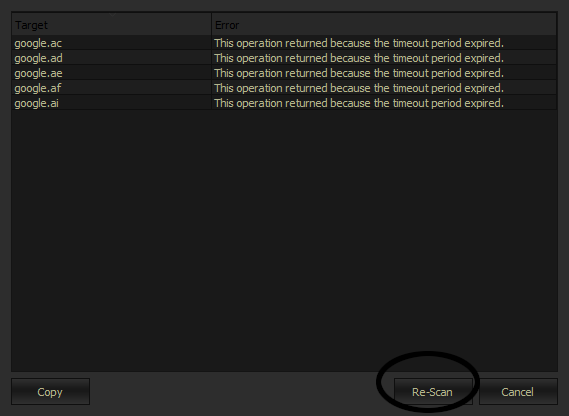 Target Error
google.ac This operation returned because the timeout period expired.
google.ad This operation returned because the timeout period expired.
google.ae This operation returned because the timeout period expired.
google.af This operation returned because the timeout period expired.
google.ai This operation returned because the timeout period expired.
Copy Re-Scan Cancel